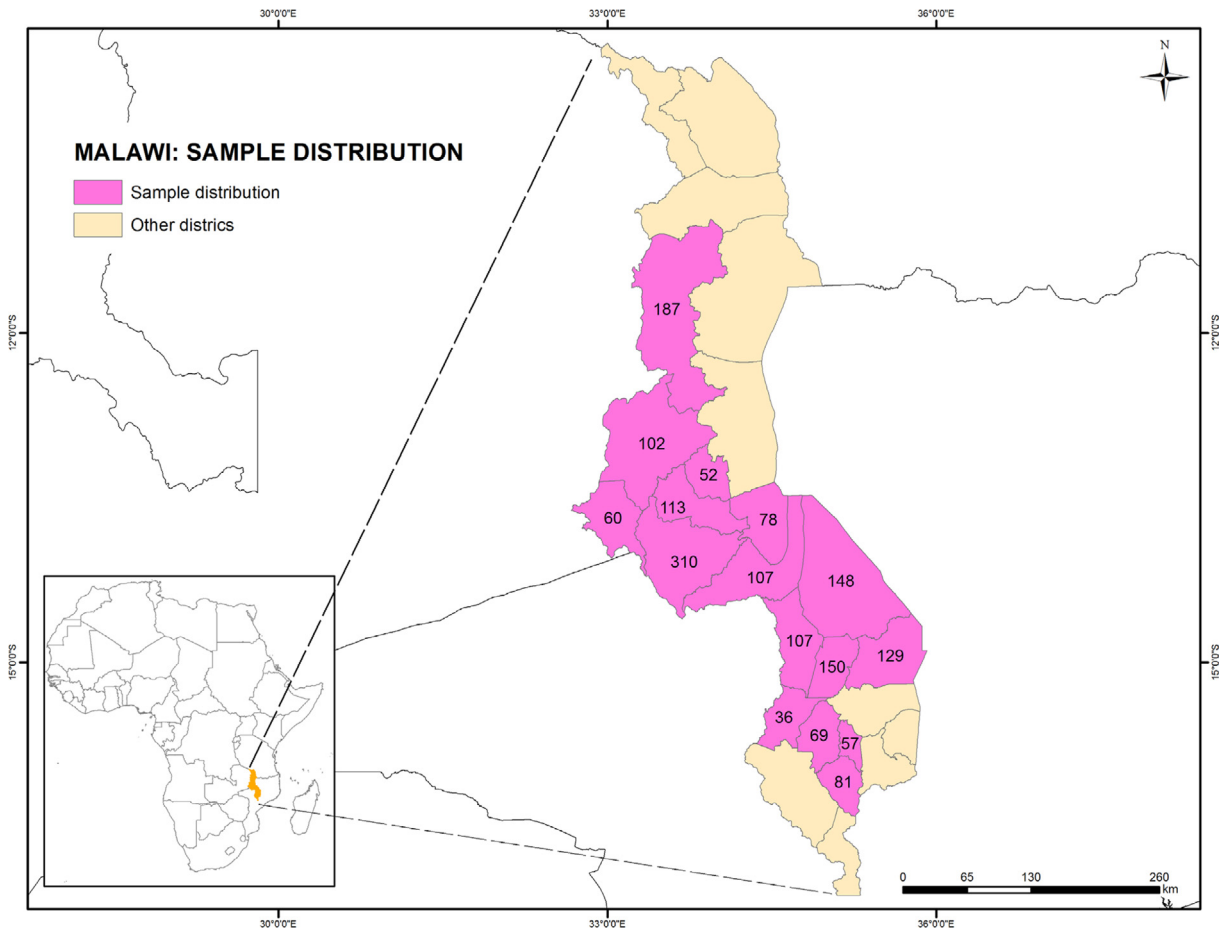 30°0'0"E 33°0'0"E 36°0'0"E
N
MALAWI: SAMPLE DISTRIBUTION
Sample distribution
Other districs
187
12°0'0"S 12°0'0"S
102
52
113
60
78
310
107
148
107
150
129
15°0'0"S 15°0'0"S
36
69
57
81
0 65 130 260
km
30°0'0"E 33°0'0"E 36°0'0"E